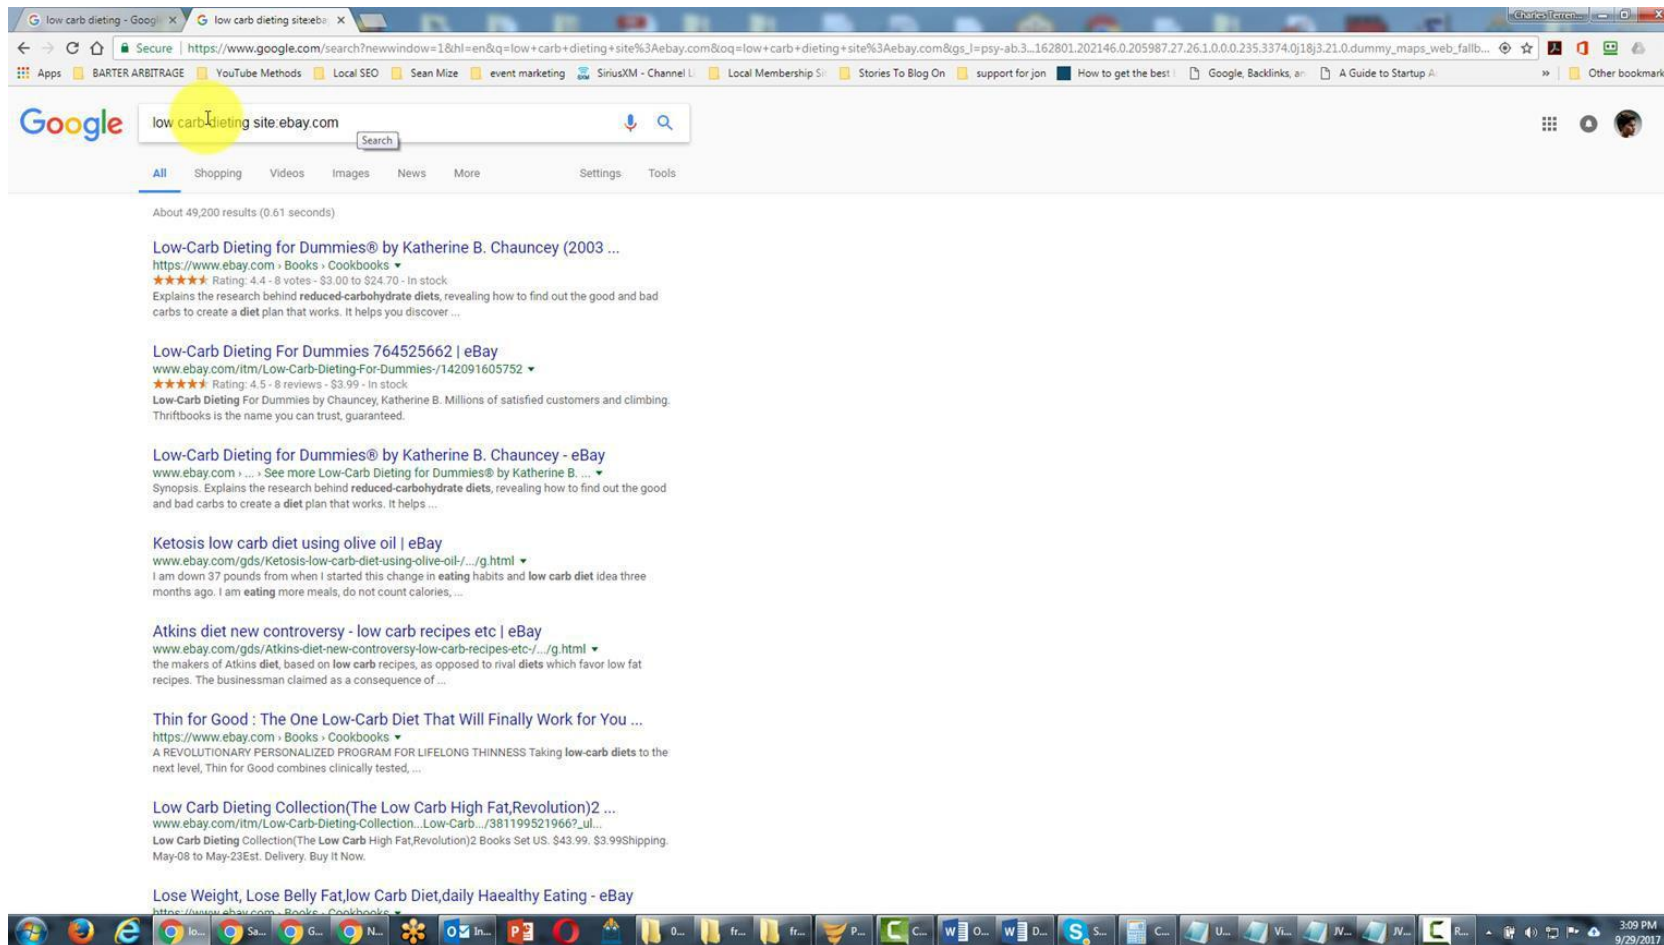 low carb dieting - Googl
low carb dieting site:eba
Charles Terren...
Secure | https://www.google.com/search?newwindow=1&hl=en&q=low+carb+dieting+site%3Aebay.com&oq=low+carb+dieting+site%3Aebay.com&gs_l=psy-ab.3...162801.202146.0.205987.27.26.1.0.0.0.235.3374.0j18j3.21.0.dummy_maps_web_fallb...
Apps BARTER ARBITRAGE YouTube Methods Local SEO Sean Mize event marketing SiriusXM - Channel Li Local Membership Si Stories To Blog On support for jon How to get the best Google, Backlinks, an A Guide to Startup A » Other bookmark
Google low carb dieting site:ebay.com
Search
All Shopping Videos Images News More Settings Tools
About 49,200 results (0.61 seconds)
Low-Carb Dieting for Dummies® by Katherine B. Chauncey (2003 ...
https://www.ebay.com › Books › Cookbooks
Rating: 4.4 - 8 votes - $3.00 to $24.70 - In stock
Explains the research behind reduced-carbohydrate diets, revealing how to find out the good and bad
carbs to create a diet plan that works. It helps you discover ...
Low-Carb Dieting For Dummies 764525662 | eBay
www.ebay.com/itm/Low-Carb-Dieting-For-Dummies-/142091605752
Rating: 4.5 - 8 reviews - $3.99 - In stock
Low-Carb Dieting For Dummies by Chauncey, Katherine B. Millions of satisfied customers and climbing.
Thriftbooks is the name you can trust, guaranteed.
Low-Carb Dieting for Dummies® by Katherine B. Chauncey - eBay
www.ebay.com › ... › See more Low-Carb Dieting for Dummies® by Katherine B. ...
Synopsis. Explains the research behind reduced-carbohydrate diets, revealing how to find out the good
and bad carbs to create a diet plan that works. It helps ...
Ketosis low carb diet using olive oil | eBay
www.ebay.com/gds/Ketosis-low-carb-diet-using-olive-oil-/.../g.html
I am down 37 pounds from when I started this change in eating habits and low carb diet idea three
months ago. I am eating more meals, do not count calories, ...
Atkins diet new controversy - low carb recipes etc | eBay
www.ebay.com/gds/Atkins-diet-new-controversy-low-carb-recipes-etc-/.../g.html
the makers of Atkins diet, based on low carb recipes, as opposed to rival diets which favor low fat
recipes. The businessman claimed as a consequence of ...
Thin for Good : The One Low-Carb Diet That Will Finally Work for You ...
https://www.ebay.com › Books › Cookbooks
A REVOLUTIONARY PERSONALIZED PROGRAM FOR LIFELONG THINNESS Taking low-carb diets to the
next level, Thin for Good combines clinically tested, ...
Low Carb Dieting Collection(The Low Carb High Fat,Revolution)2 ...
www.ebay.com/itm/Low-Carb-Dieting-Collection...Low-Carb.../381199521966?_ul...
Low Carb Dieting Collection(The Low Carb High Fat,Revolution)2 Books Set US. $43.99. $3.99Shipping.
May-08 to May-23Est. Delivery. Buy It Now.
Lose Weight, Lose Belly Fat,low Carb Diet,daily Haealthy Eating - eBay
https://www.ebay.com › Books › Cookbooks
lo... Sa... G... N... In... 0... fr... fr... P... C... O... D... S... C... U... Vi... JV... JV... R... 3:09 PM
9/29/2017